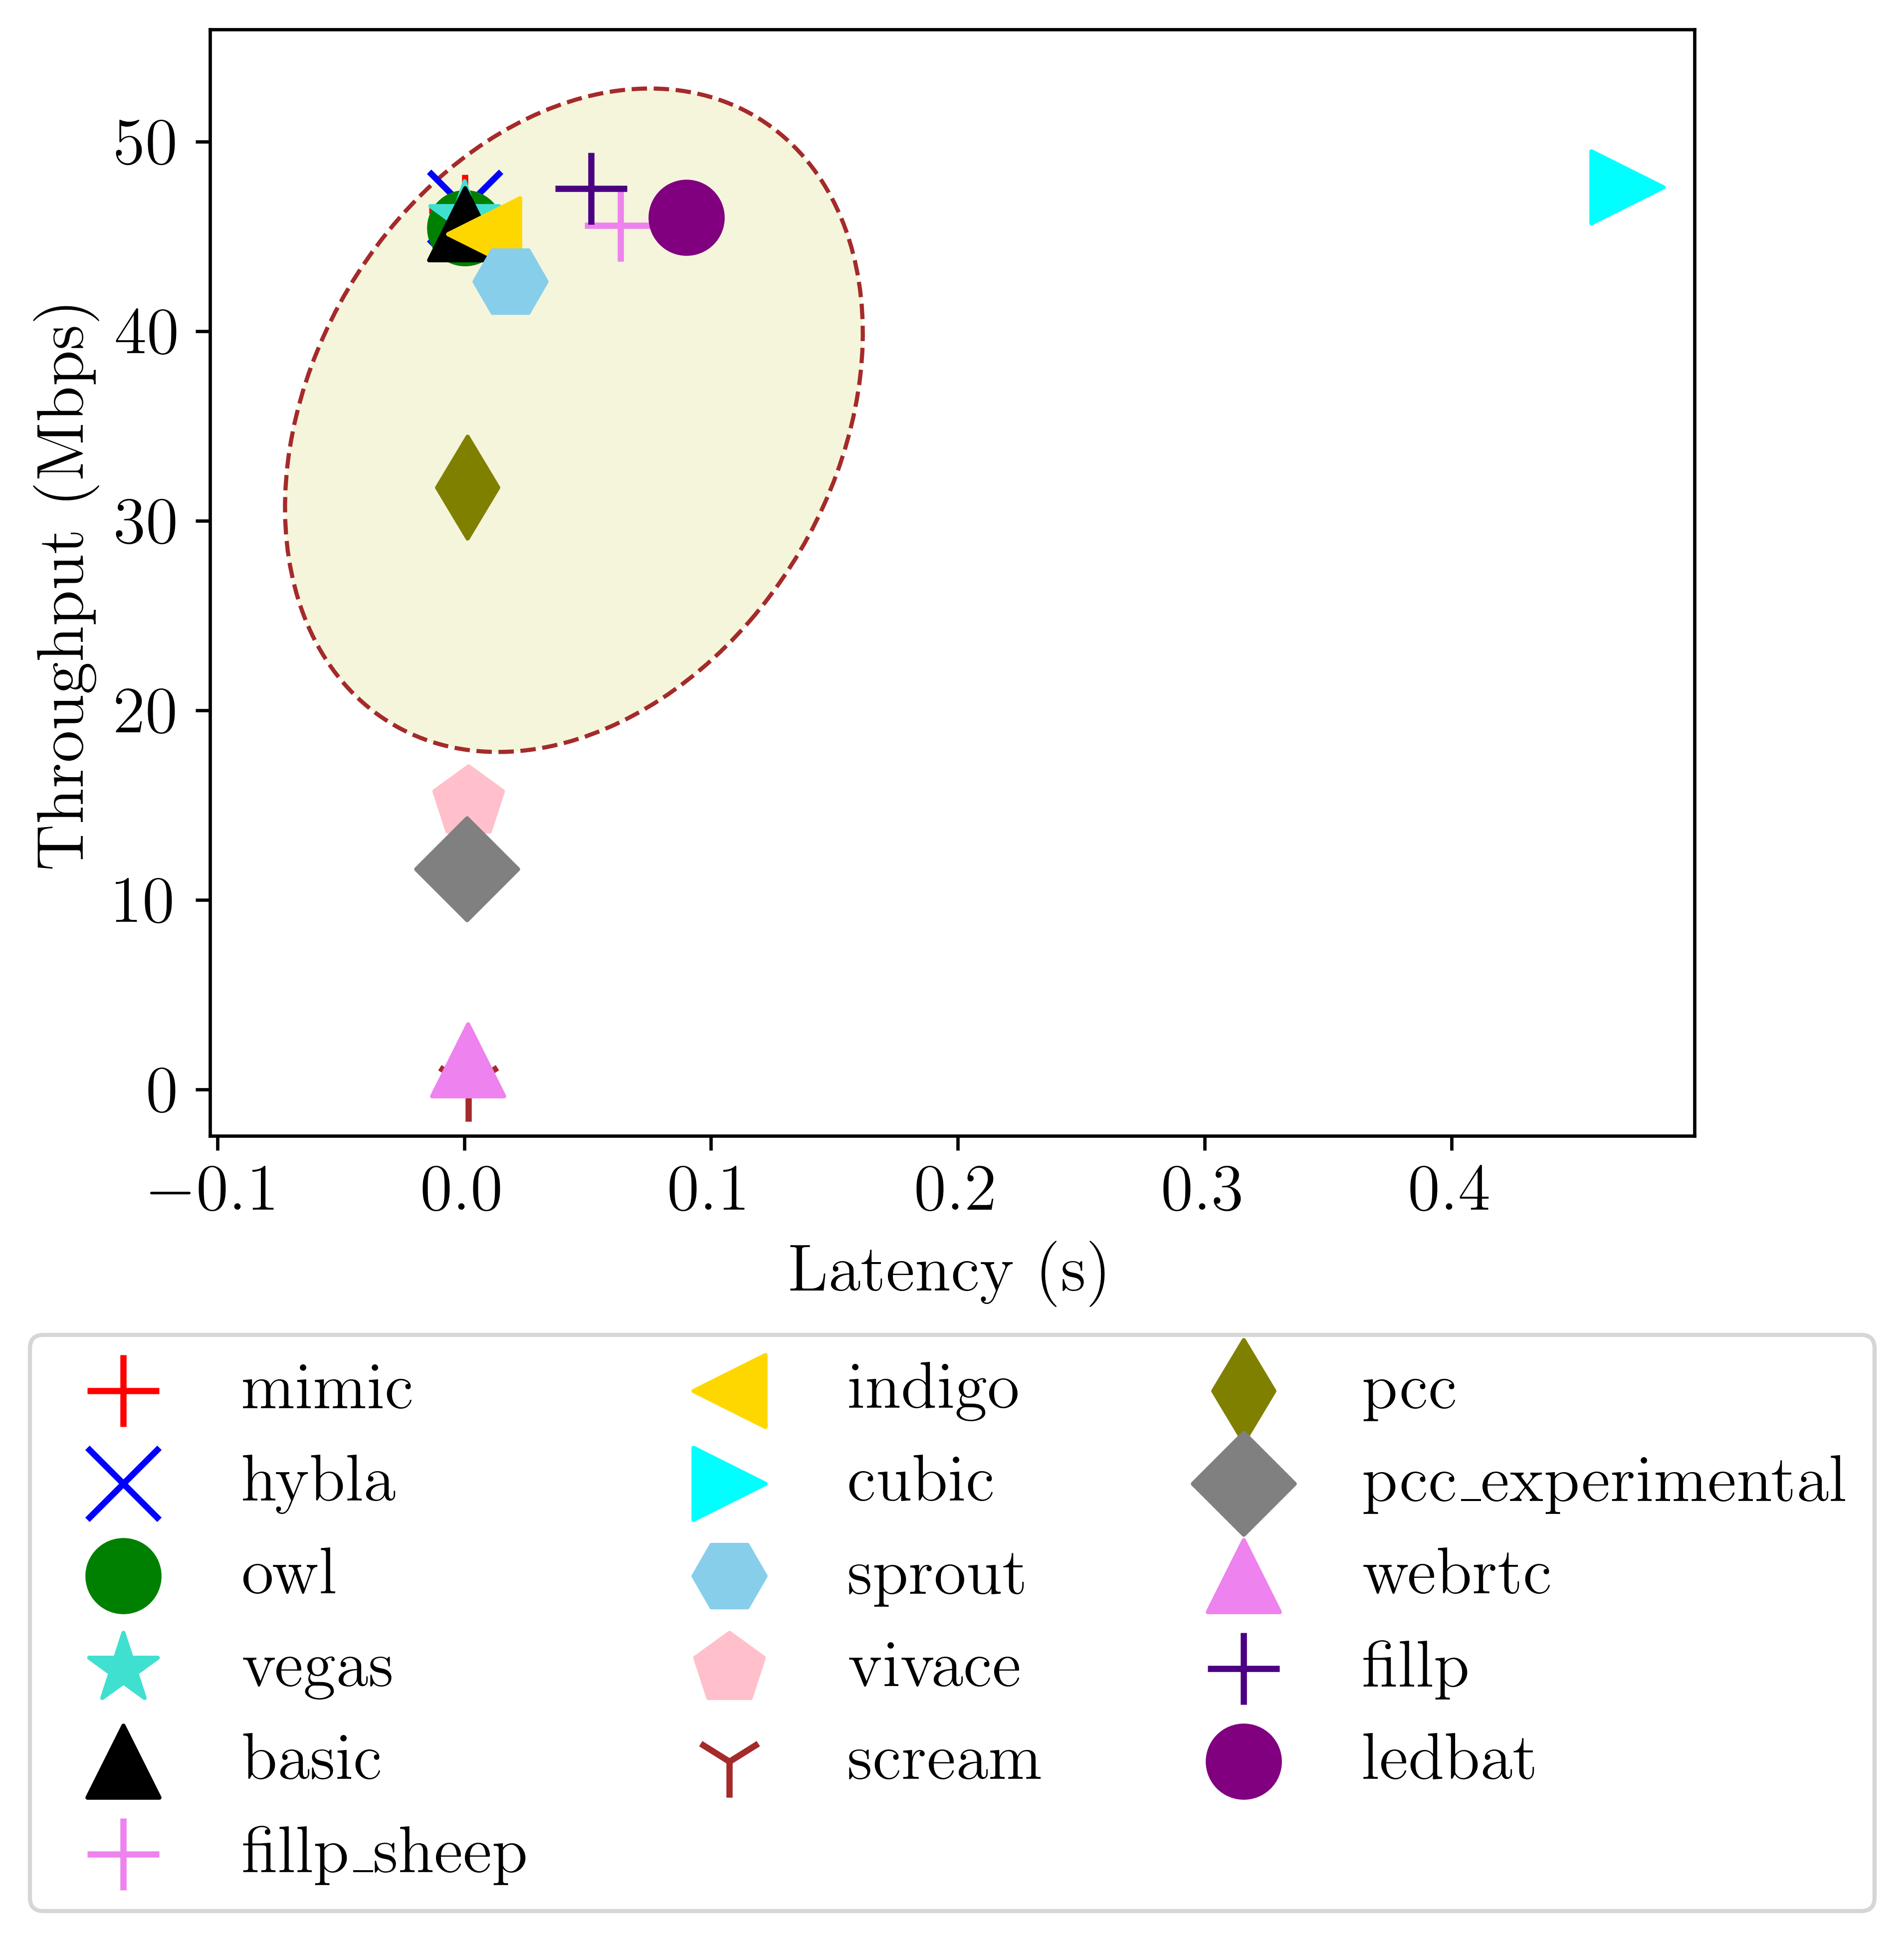 Throughput (Mbps)
50
40
30
20
10
0
−0.1 0.0 0.1 0.2 0.3 0.4
Latency (s)
mimic indigo pcc
hybla cubic pcc_experimental
owl sprout webrtc
vegas vivace fillp
basic scream ledbat
fillp_sheep